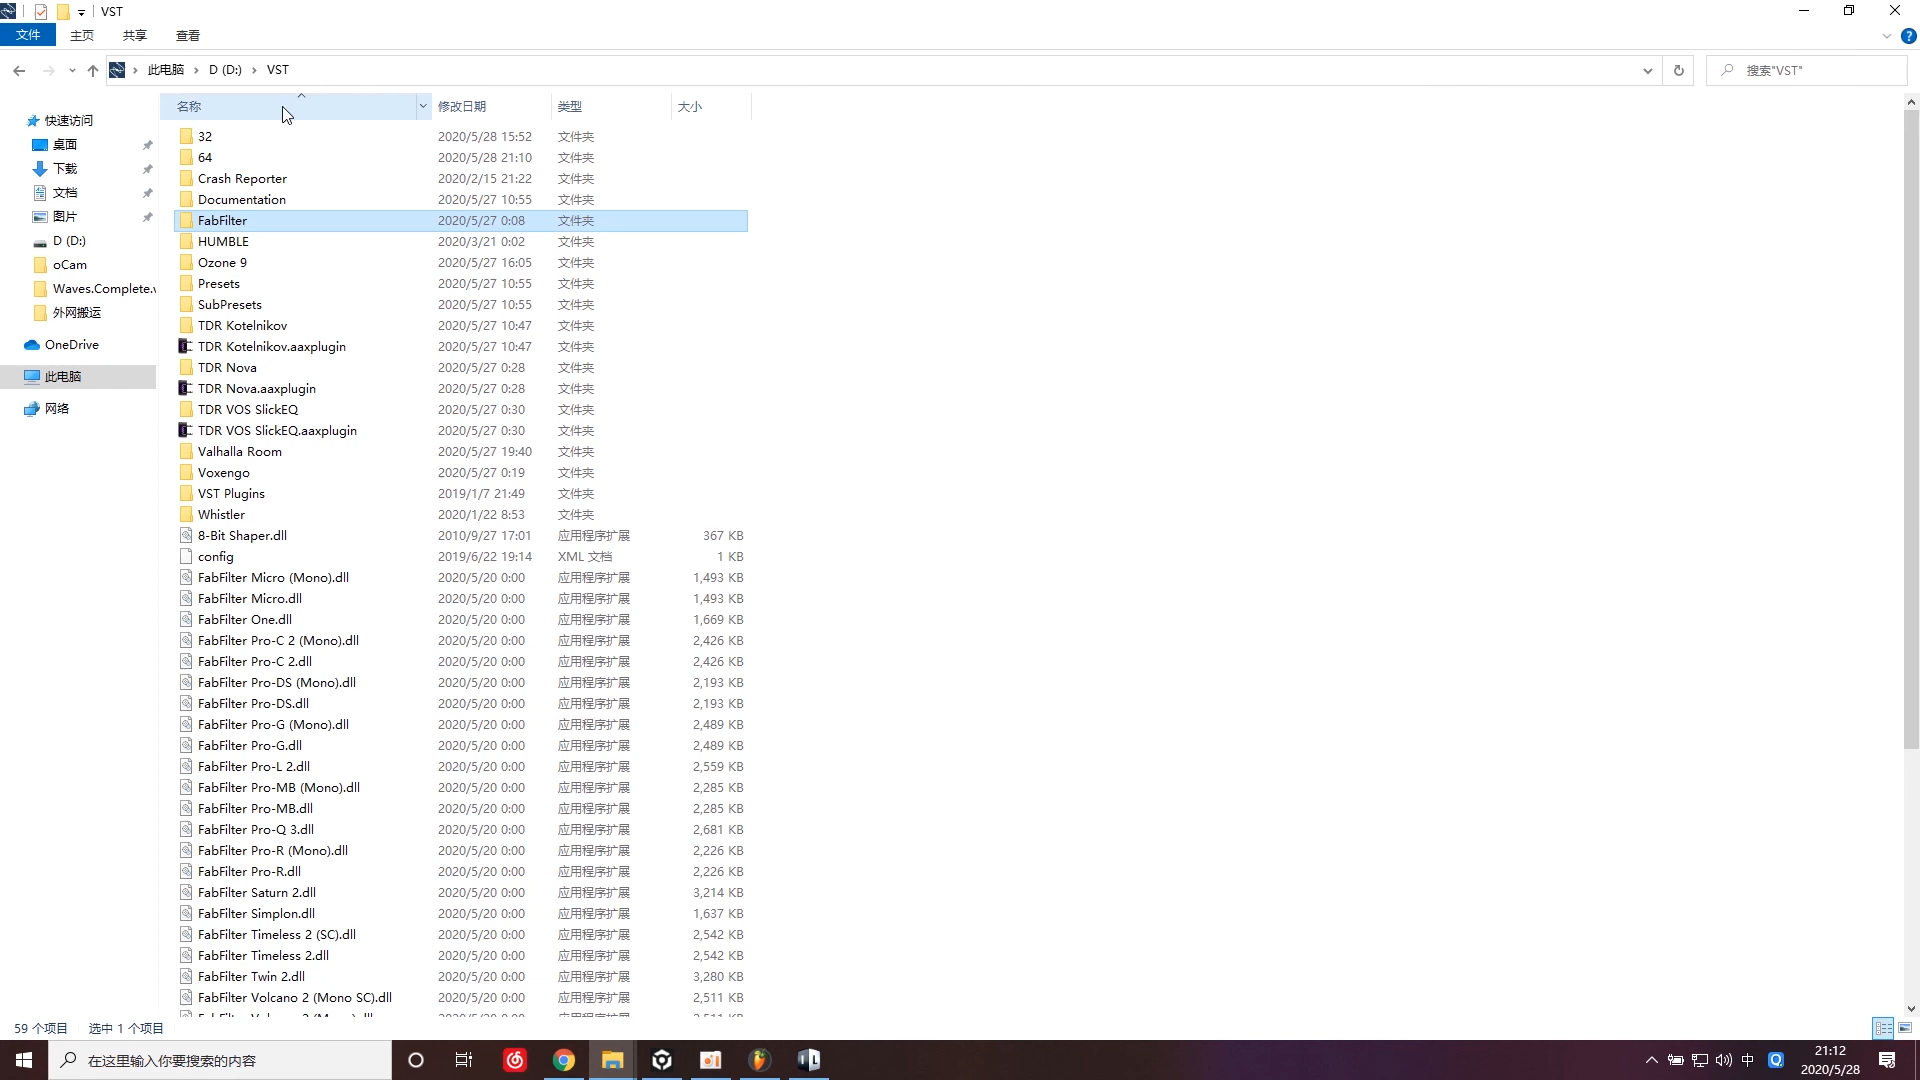 VST
文件 主页 共享 查看
此电脑 D (D:) VST
搜索"VST"
名称 修改日期 类型 大小
快速访问
桌面
下载
文档
图片
D (D:)
oCam
Waves.Complete.v
外网搬运
OneDrive
此电脑
网络
32 2020/5/28 15:52 文件夹
64 2020/5/28 21:10 文件夹
Crash Reporter 2020/2/15 21:22 文件夹
Documentation 2020/5/27 10:55 文件夹
FabFilter 2020/5/27 0:08 文件夹
HUMBLE 2020/3/21 0:02 文件夹
Ozone 9 2020/5/27 16:05 文件夹
Presets 2020/5/27 10:55 文件夹
SubPresets 2020/5/27 10:55 文件夹
TDR Kotelnikov 2020/5/27 10:47 文件夹
TDR Kotelnikov.aaxplugin 2020/5/27 10:47 文件夹
TDR Nova 2020/5/27 0:28 文件夹
TDR Nova.aaxplugin 2020/5/27 0:28 文件夹
TDR VOS SlickEQ 2020/5/27 0:30 文件夹
TDR VOS SlickEQ.aaxplugin 2020/5/27 0:30 文件夹
Valhalla Room 2020/5/27 19:40 文件夹
Voxengo 2020/5/27 0:19 文件夹
VST Plugins 2019/1/7 21:49 文件夹
Whistler 2020/1/22 8:53 文件夹
8-Bit Shaper.dll 2010/9/27 17:01 应用程序扩展 367 KB
config 2019/6/22 19:14 XML 文档 1 KB
FabFilter Micro (Mono).dll 2020/5/20 0:00 应用程序扩展 1,493 KB
FabFilter Micro.dll 2020/5/20 0:00 应用程序扩展 1,493 KB
FabFilter One.dll 2020/5/20 0:00 应用程序扩展 1,669 KB
FabFilter Pro-C 2 (Mono).dll 2020/5/20 0:00 应用程序扩展 2,426 KB
FabFilter Pro-C 2.dll 2020/5/20 0:00 应用程序扩展 2,426 KB
FabFilter Pro-DS (Mono).dll 2020/5/20 0:00 应用程序扩展 2,193 KB
FabFilter Pro-DS.dll 2020/5/20 0:00 应用程序扩展 2,193 KB
FabFilter Pro-G (Mono).dll 2020/5/20 0:00 应用程序扩展 2,489 KB
FabFilter Pro-G.dll 2020/5/20 0:00 应用程序扩展 2,489 KB
FabFilter Pro-L 2.dll 2020/5/20 0:00 应用程序扩展 2,559 KB
FabFilter Pro-MB (Mono).dll 2020/5/20 0:00 应用程序扩展 2,285 KB
FabFilter Pro-MB.dll 2020/5/20 0:00 应用程序扩展 2,285 KB
FabFilter Pro-Q 3.dll 2020/5/20 0:00 应用程序扩展 2,681 KB
FabFilter Pro-R (Mono).dll 2020/5/20 0:00 应用程序扩展 2,226 KB
FabFilter Pro-R.dll 2020/5/20 0:00 应用程序扩展 2,226 KB
FabFilter Saturn 2.dll 2020/5/20 0:00 应用程序扩展 3,214 KB
FabFilter Simplon.dll 2020/5/20 0:00 应用程序扩展 1,637 KB
FabFilter Timeless 2 (SC).dll 2020/5/20 0:00 应用程序扩展 2,542 KB
FabFilter Timeless 2.dll 2020/5/20 0:00 应用程序扩展 2,542 KB
FabFilter Twin 2.dll 2020/5/20 0:00 应用程序扩展 3,280 KB
FabFilter Volcano 2 (Mono SC).dll 2020/5/20 0:00 应用程序扩展 2,511 KB
59 个项目 选中 1 个项目
在这里输入你要搜索的内容
中
21:12
2020/5/28